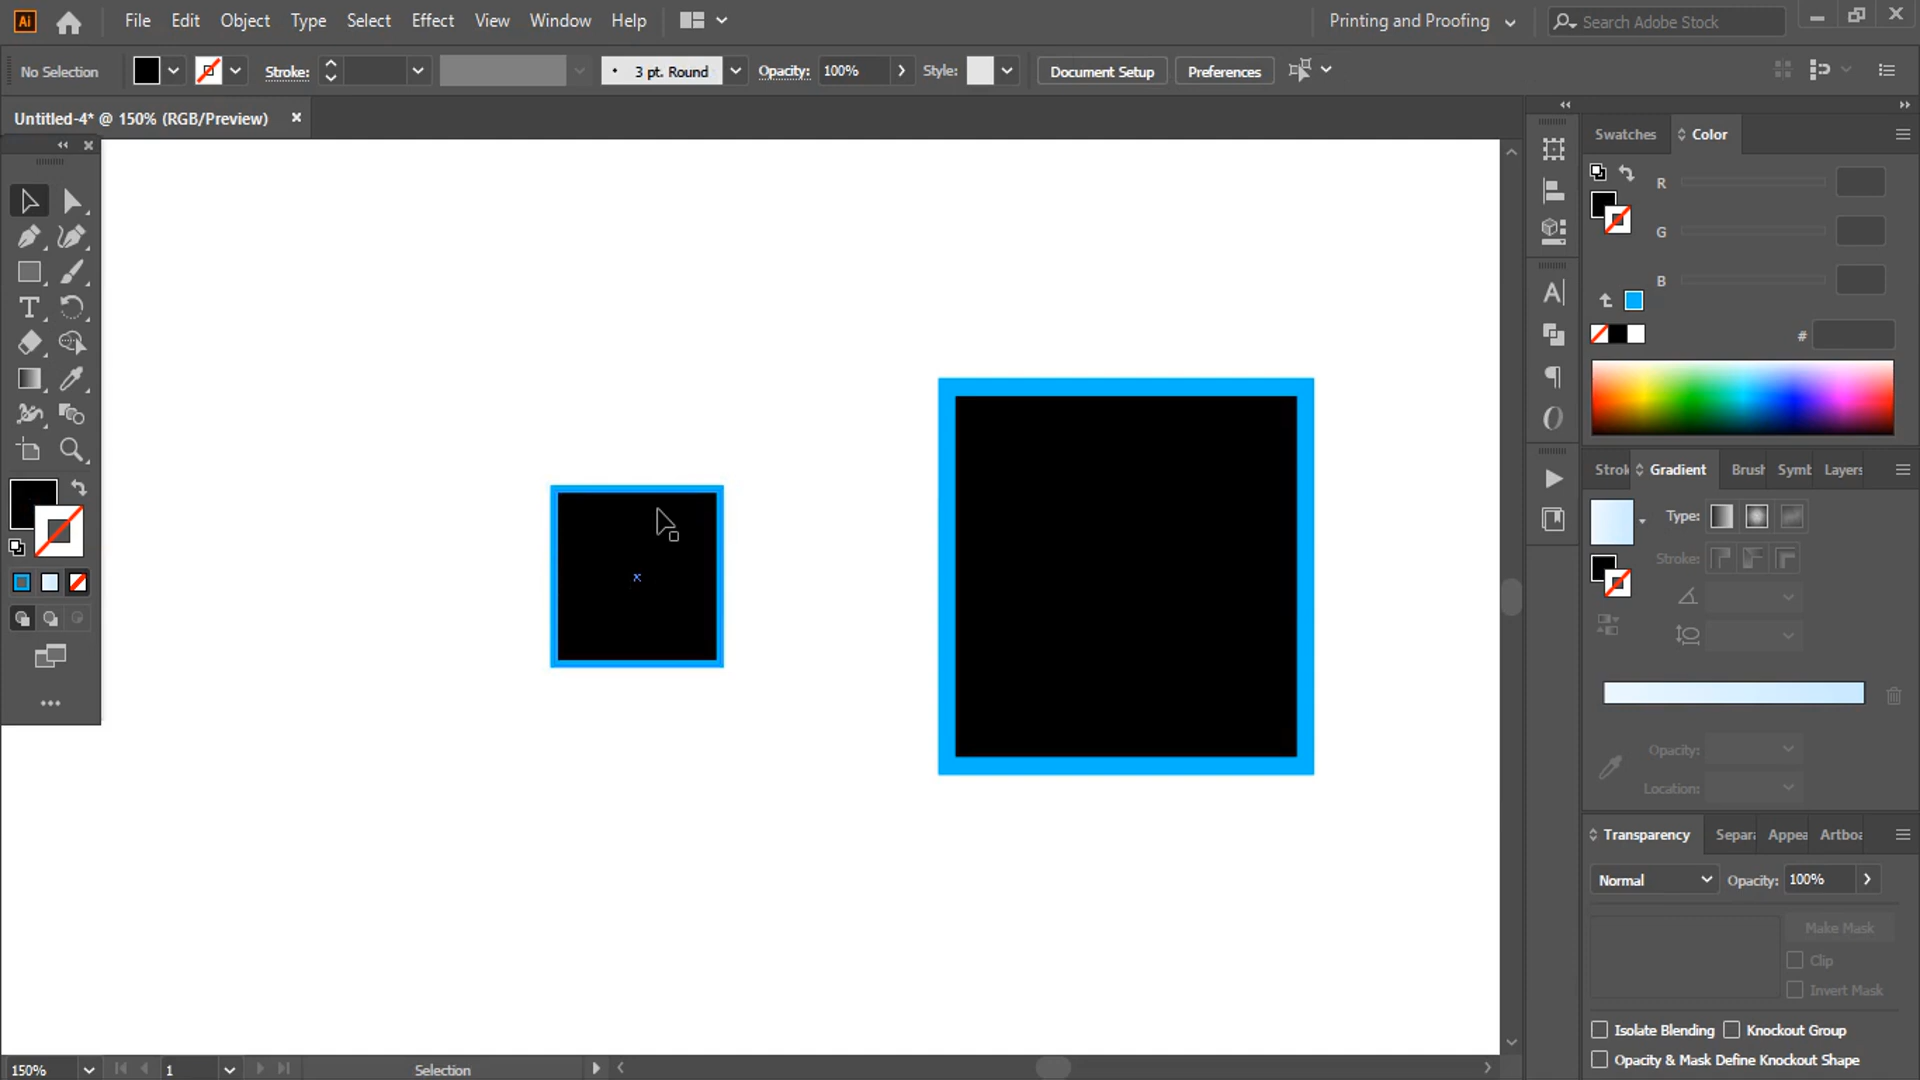 Ai File Edit Object Type Select Effect View Window Help Printing and Proofing Search Adobe Stock
No Selection Stroke: 3 pt. Round Opacity: 100% Style: Document Setup Preferences
Untitled-4* @ 150% (RGB/Preview)
Swatches Color
R
G
B
#
Strok Gradient Brush Symb Layers
Type:
Stroke:
Opacity:
Location:
Transparency Separa Appea Artboa
Normal Opacity: 100%
Make Mask
Clip
Invert Mask
Isolate Blending Knockout Group
Opacity & Mask Define Knockout Shape
150% 1 Selection